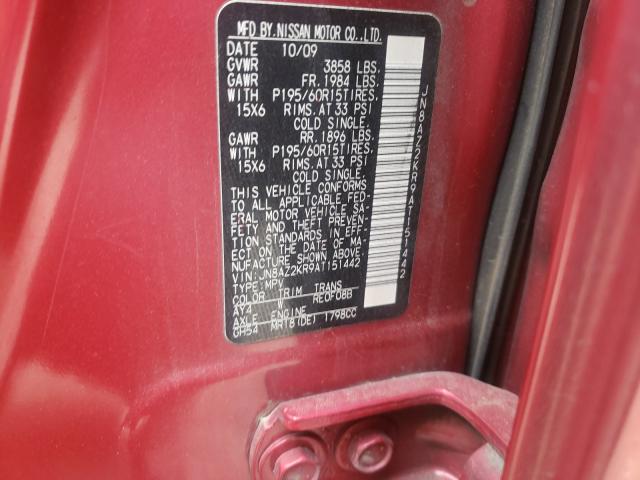 MFD BY.NISSAN MOTOR CO.,LTD.
DATE 10/09
GVWR 3858 LBS.
GAWR FR. 1984 LBS.
WITH P195/60R15TIRES.
15X6 RIMS.AT 33 PSI
COLD SINGLE.
GAWR RR. 1896 LBS.
WITH P195/60R15TIRES.
15X6 RIMS.AT 33 PSI
COLD SINGLE.
THIS VEHICLE CONFORMS
TO ALL APPLICABLE FED-
ERAL MOTOR VEHICLE SA-
FETY AND THEFT PREVEN-
TION STANDARDS IN EFF-
ECT ON THE DATE OF MA-
NUFACTURE SHOWN ABOVE.
VIN:JN8AZ2KR9AT151442
TYPE:MPV
COLOR TRIM TRANS
AY4 W RE0F08B
AXLE ENGINE
GH54 MR18(DE) 1798CC
JN8AZ2KR9AT151442